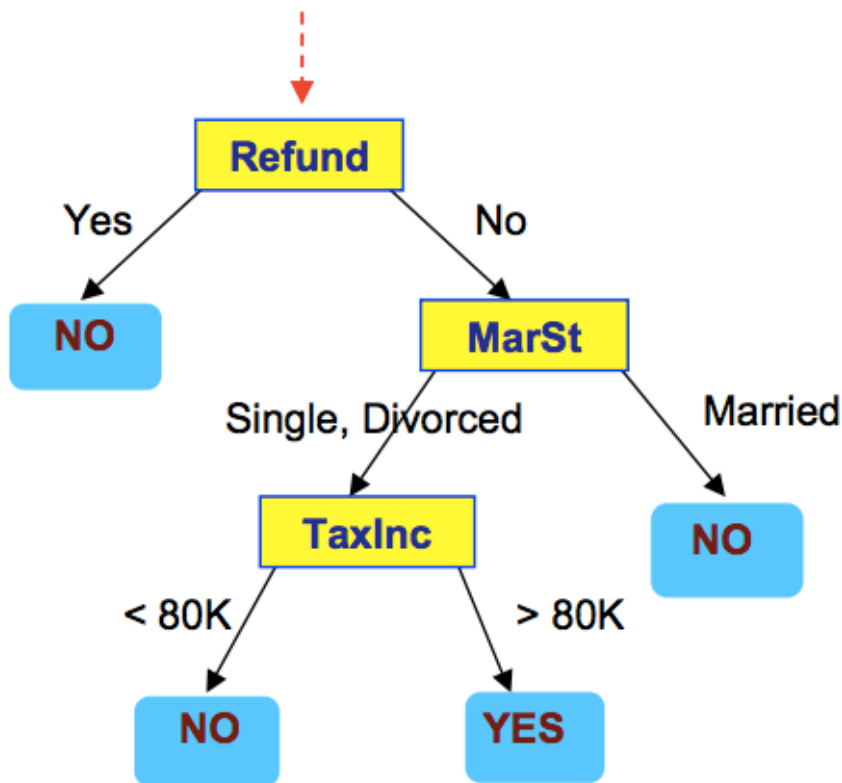 Refund
Yes
No
NO
MarSt
Single, Divorced
Married
TaxInc
NO
< 80K
> 80K
NO
YES